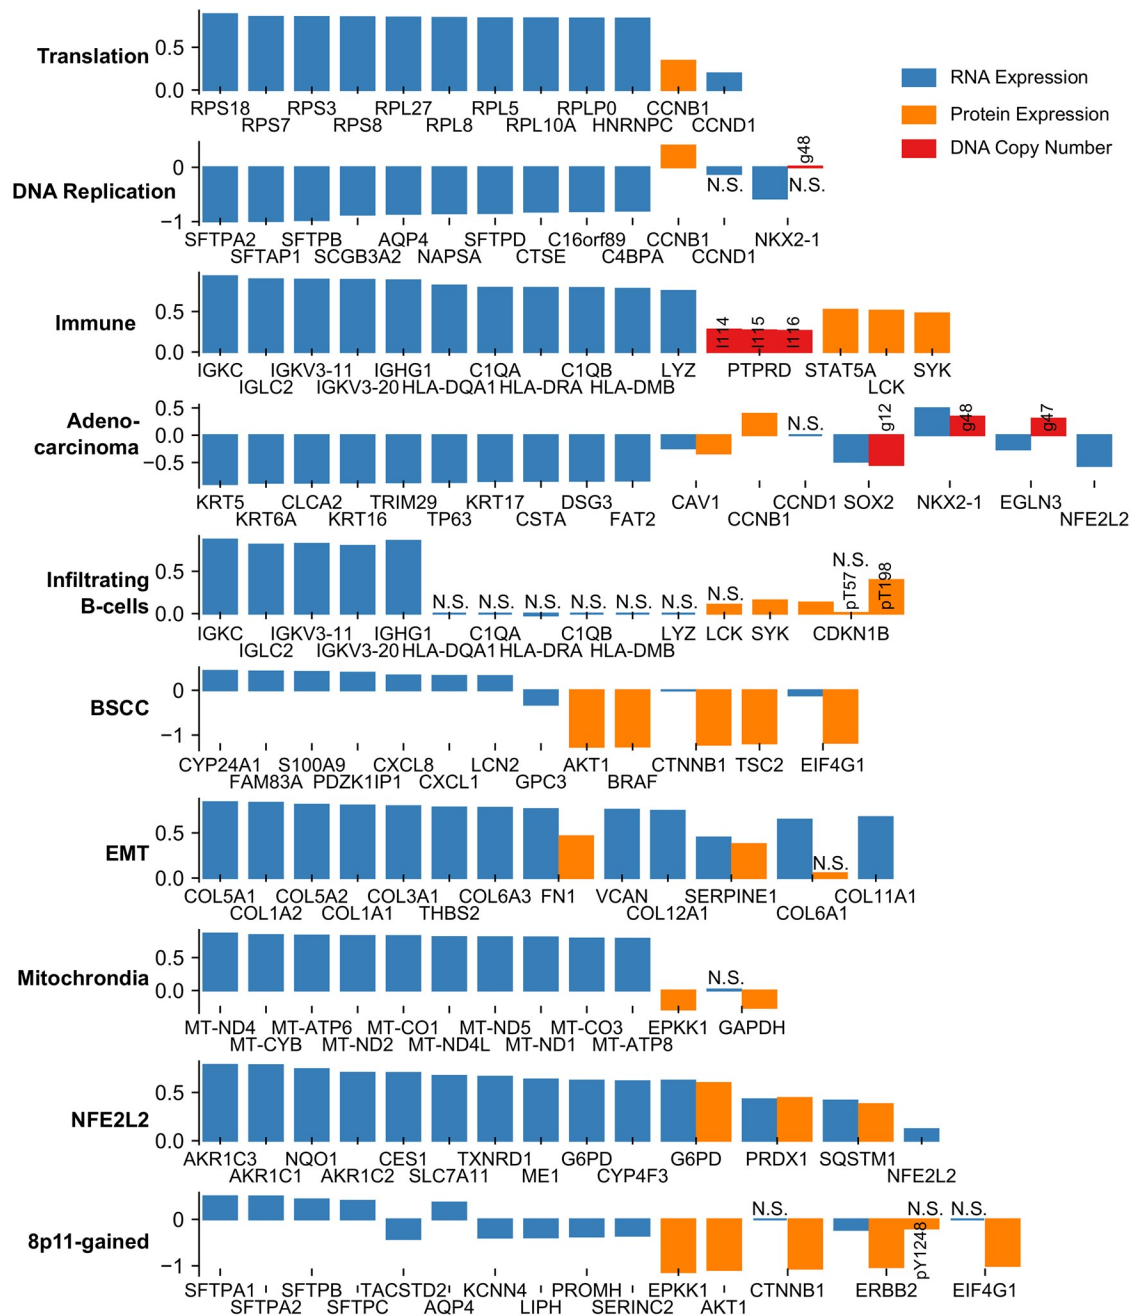 Translation
0.5
0.0
RPS18 RPS3 RPL27 RPL5 RPLP0 CCNB1
RPS7 RPS8 RPL8 RPL10A HNRNPC CCND1
RNA Expression
Protein Expression
DNA Copy Number
DNA Replication
0
−1
N.S. g48 N.S.
SFTPA2 SFTPB AQP4 SFTPD C16orf89 CCNB1 NKX2-1
SFTAP1 SCGB3A2 NAPSA CTSE C4BPA CCND1
Immune
0.5
0.0
I114 I115 I116
IGKC IGKV3-11 IGHG1 C1QA C1QB LYZ PTPRD STAT5A SYK
IGLC2 IGKV3-20 HLA-DQA1 HLA-DRA HLA-DMB LCK
Adeno-
carcinoma
0.5
0.0
−0.5
N.S. g12 g48 g47
KRT5 CLCA2 TRIM29 KRT17 DSG3 CAV1 CCND1 SOX2 NKX2-1 EGLN3
KRT6A KRT16 TP63 CSTA FAT2 CCNB1 NFE2L2
Infiltrating
B-cells
0.5
0.0
N.S. N.S. N.S. N.S. N.S. N.S. N.S. N.S. pT57 pT198
IGKC IGKV3-11 IGHG1 C1QA C1QB LYZ LCK SYK CDKN1B
IGLC2 IGKV3-20 HLA-DQA1 HLA-DRA HLA-DMB
BSCC
0
−1
CYP24A1 S100A9 CXCL8 LCN2 AKT1 CTNNB1 TSC2 EIF4G1
FAM83A PDZK1IP1 CXCL1 GPC3 BRAF
EMT
0.5
0.0
N.S.
COL5A1 COL5A2 COL3A1 COL6A3 FN1 VCAN SERPINE1 COL11A1
COL1A2 COL1A1 THBS2 COL12A1 COL6A1
Mitochrondia
0.5
0.0
N.S.
MT-ND4 MT-ATP6 MT-CO1 MT-ND5 MT-CO3 EPKK1 GAPDH
MT-CYB MT-ND2 MT-ND4L MT-ND1 MT-ATP8
NFE2L2
0.5
0.0
AKR1C3 NQO1 CES1 TXNRD1 G6PD G6PD PRDX1 SQSTM1
AKR1C1 AKR1C2 SLC7A11 ME1 CYP4F3 NFE2L2
8p11-gained
0
−1
N.S. N.S. pY1248 N.S.
SFTPA1 SFTPB TACSTD2 KCNN4 PROMH EPKK1 CTNNB1 ERBB2 EIF4G1
SFTPA2 SFTPC AQP4 LIPH SERINC2 AKT1